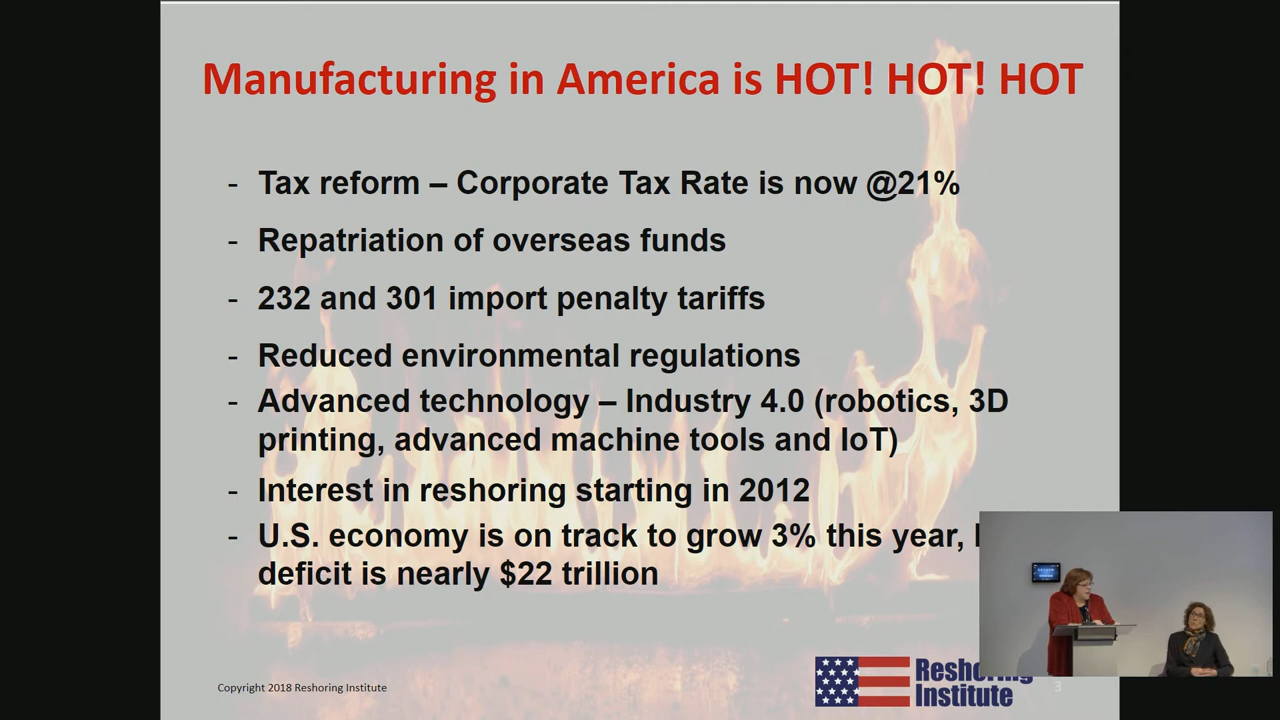 Manufacturing in America is HOT! HOT! HOT
- Tax reform – Corporate Tax Rate is now @21%
- Repatriation of overseas funds
- 232 and 301 import penalty tariffs
- Reduced environmental regulations
- Advanced technology – Industry 4.0 (robotics, 3D
printing, advanced machine tools and IoT)
- Interest in reshoring starting in 2012
- U.S. economy is on track to grow 3% this year,
deficit is nearly $22 trillion
Copyright 2018 Reshoring Institute
Reshoring
Institute
3